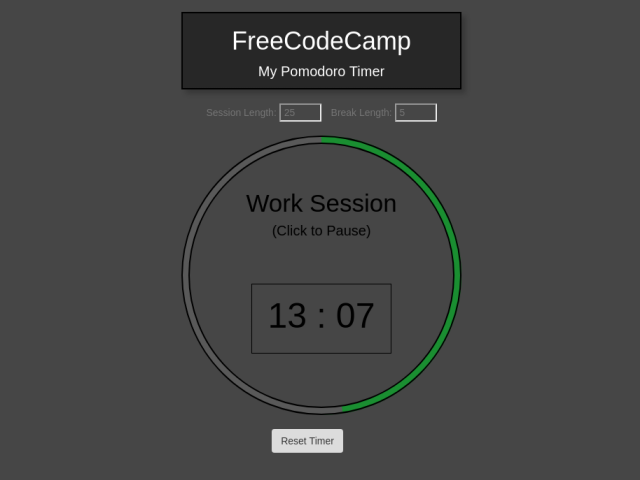 FreeCodeCamp
My Pomodoro Timer
Session Length: 25 Break Length: 5
Work Session
(Click to Pause)
13 : 07
Reset Timer